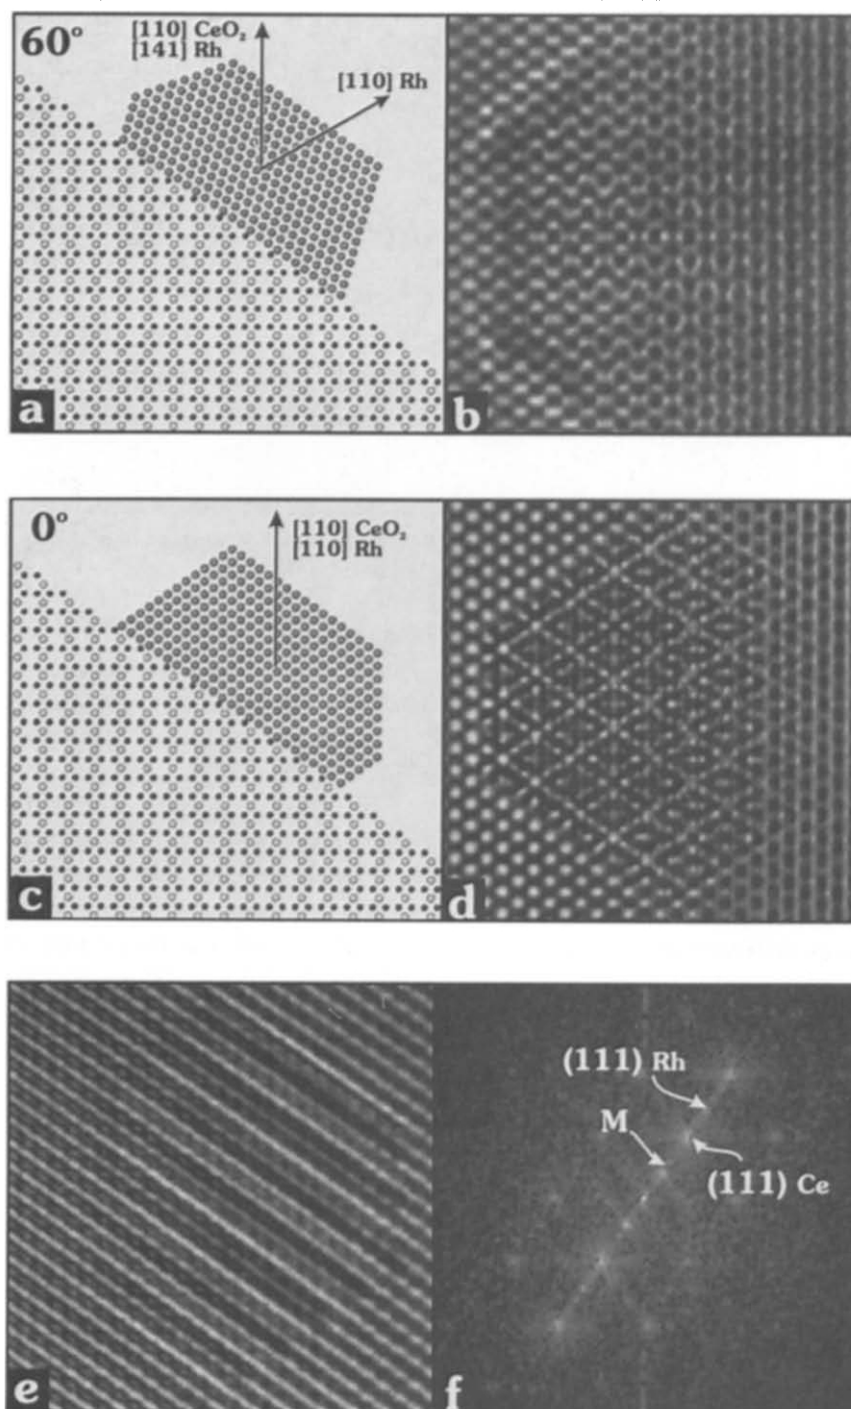 60°
[110] CeO₂
[141] Rh
[110] Rh
a
b
0°
[110] CeO₂
[110] Rh
c
d
(111) Rh
M
(111) Ce
e
f